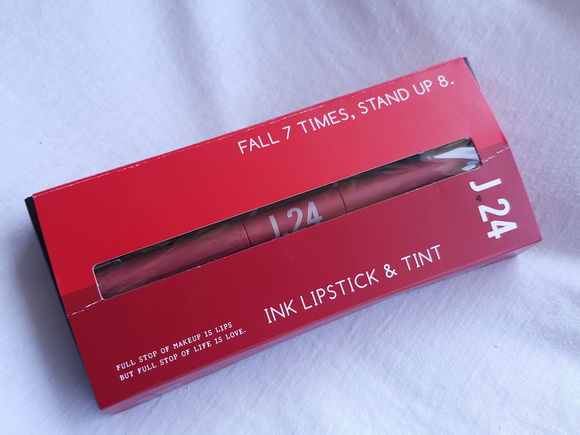 FALL 7 TIMES, STAND UP 8.
J♥24
J.24
INK LIPSTICK & TINT
FULL STOP OF MAKEUP IS LIPS
BUT FULL STOP OF LIFE IS LOVE.